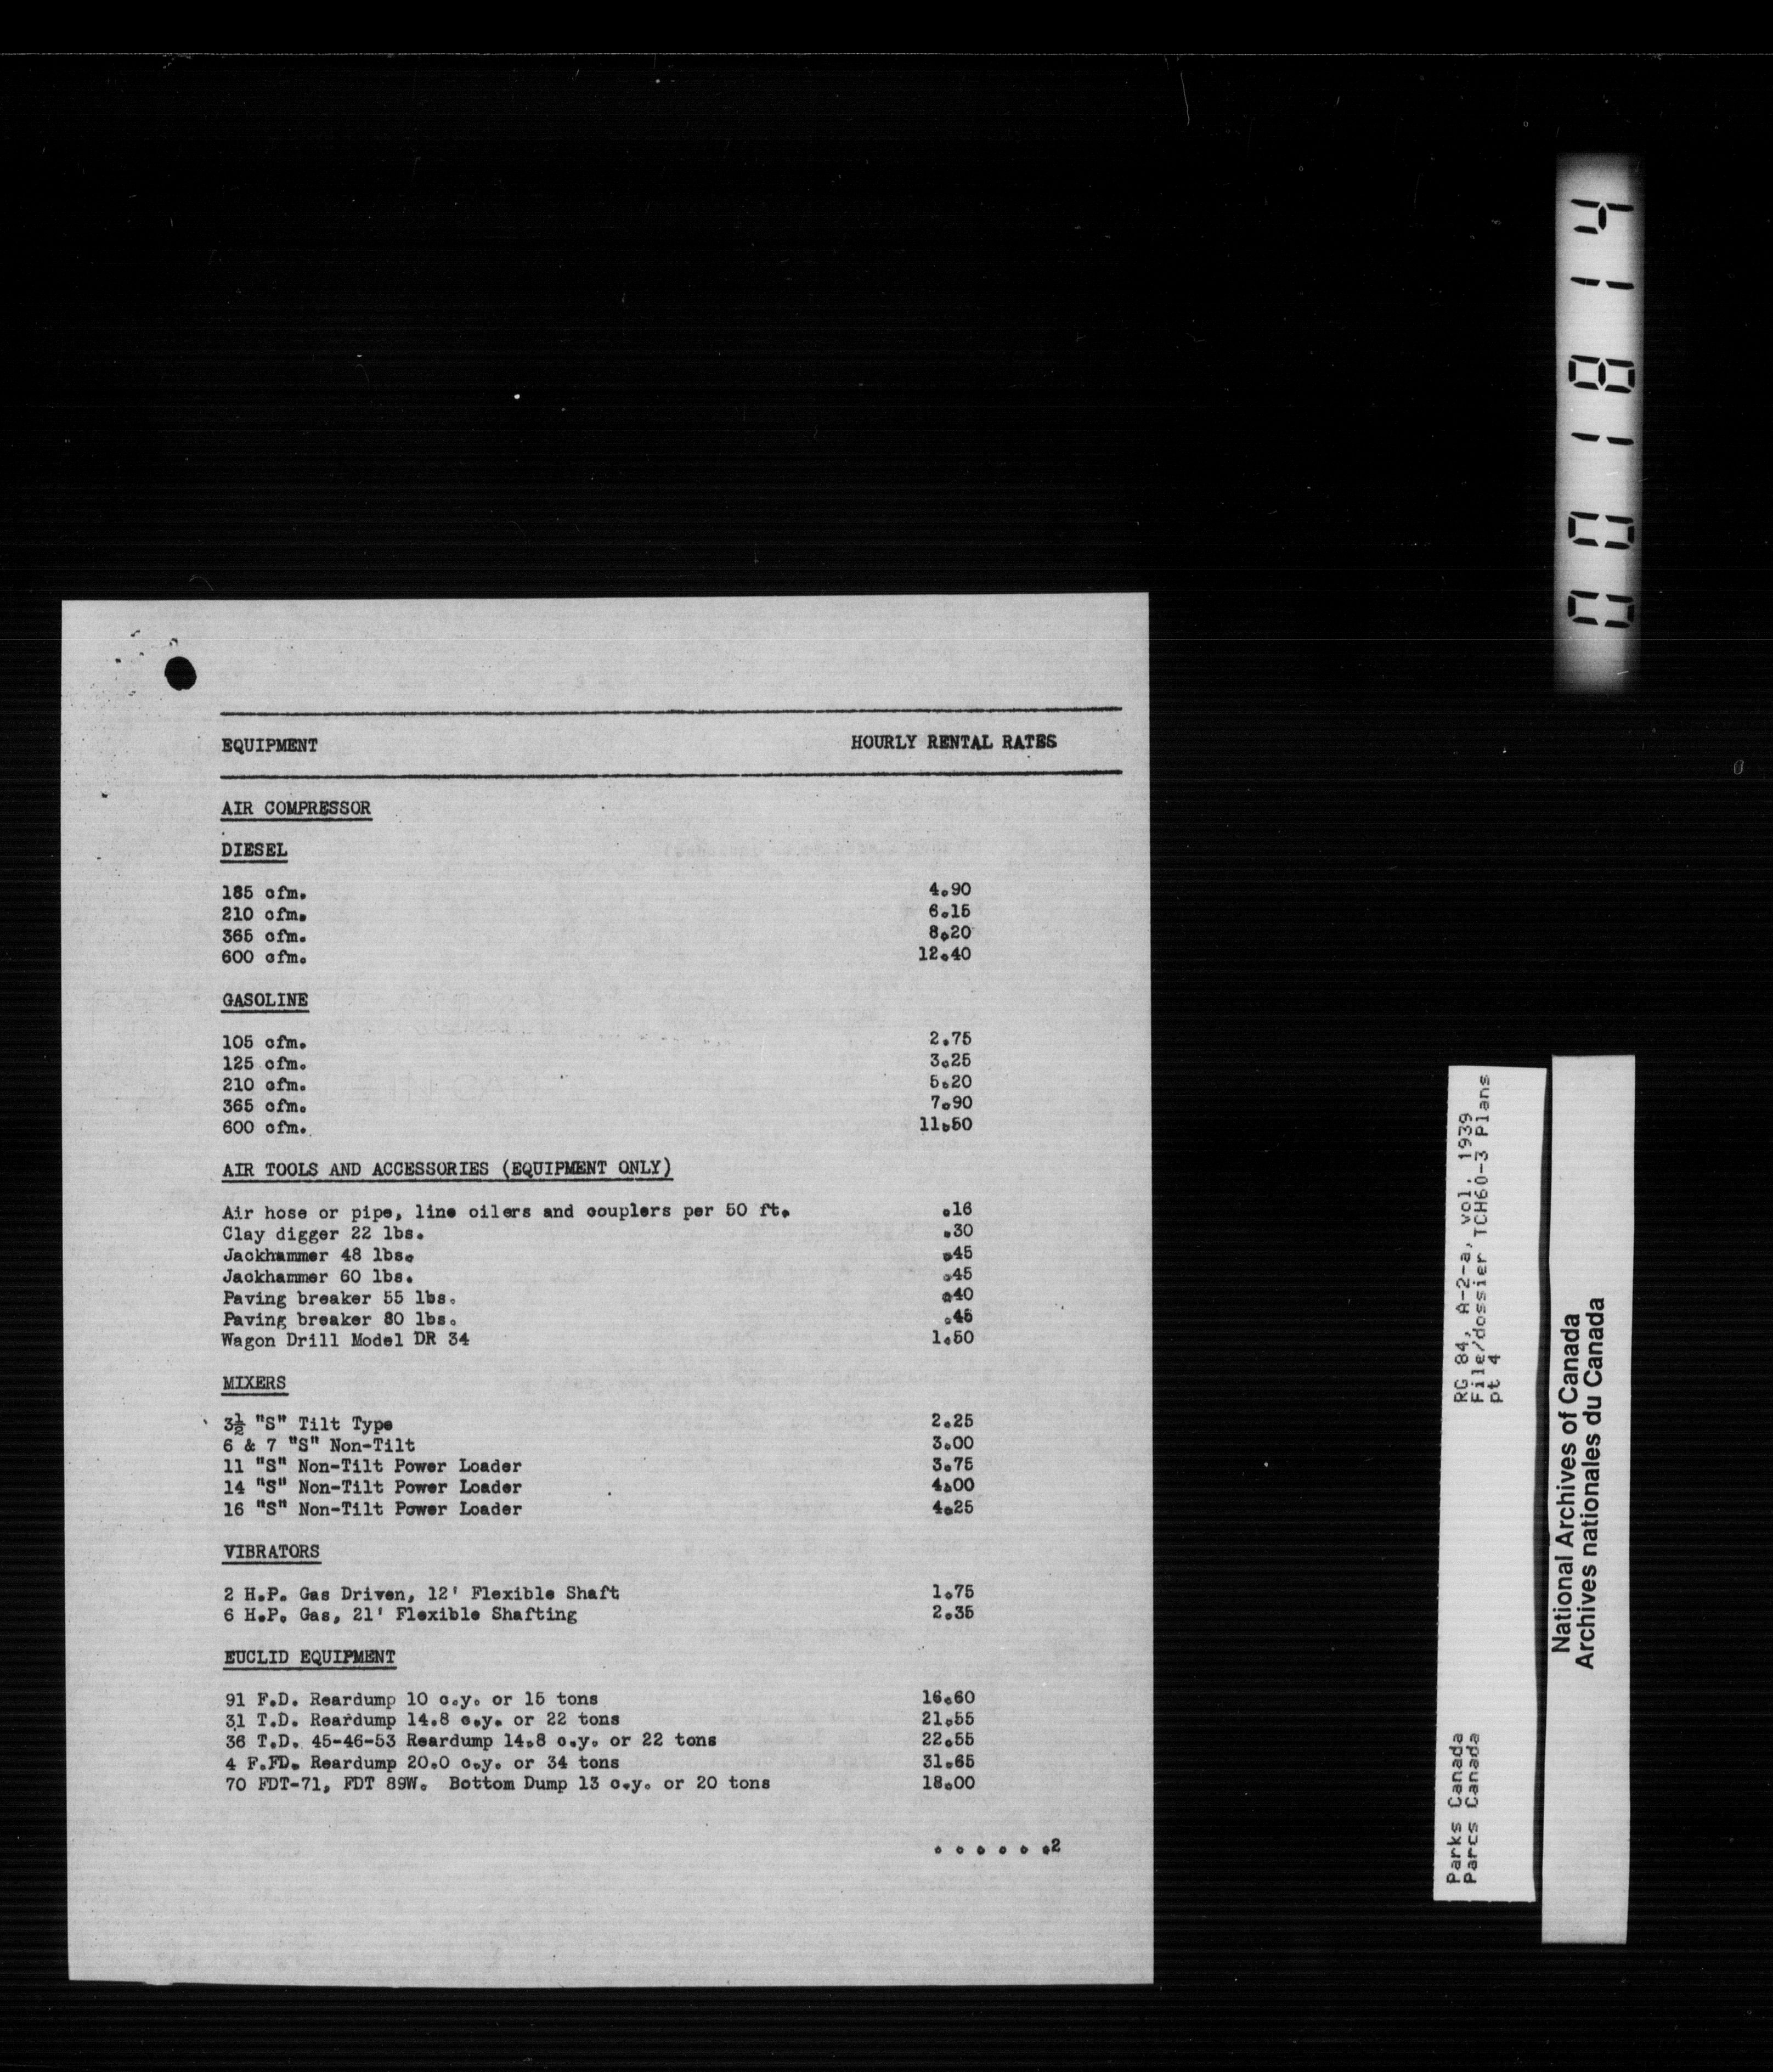 EQUIPMENT HOURLY RENTAL RATES
AIR COMPRESSOR
DIESEL
185 cfm. 4.90
210 cfm. 6.15
365 cfm. 8.20
600 cfm. 12.40
GASOLINE
105 cfm. 2.75
125 cfm. 3.25
210 cfm. 5.20
365 cfm. 7.90
600 cfm. 11.50
AIR TOOLS AND ACCESSORIES (EQUIPMENT ONLY)
Air hose or pipe, line oilers and couplers per 50 ft. .16
Clay digger 22 lbs. .30
Jackhammer 48 lbs. .45
Jackhammer 60 lbs. .45
Paving breaker 55 lbs. .40
Paving breaker 80 lbs. .45
Wagon Drill Model DR 34 1.50
MIXERS
3½ "S" Tilt Type 2.25
6 & 7 "S" Non-Tilt 3.00
11 "S" Non-Tilt Power Loader 3.75
14 "S" Non-Tilt Power Loader 4.00
16 "S" Non-Tilt Power Loader 4.25
VIBRATORS
2 H.P. Gas Driven, 12' Flexible Shaft 1.75
6 H.P. Gas, 21' Flexible Shafting 2.35
EUCLID EQUIPMENT
91 F.D. Reardump 10 c.y. or 15 tons 16.60
31 T.D. Reardump 14.8 c.y. or 22 tons 21.55
36 T.D. 45-46-53 Reardump 14.8 c.y. or 22 tons 22.55
4 F.FD. Reardump 20.0 c.y. or 34 tons 31.65
70 FDT-71, FDT 89W. Bottom Dump 13 c.y. or 20 tons 18.00
. . . . . .2
001814
Parks Canada
Parcs Canada
RG 84, A-2-a, vol. 1939
File/dossier TCH60-3 Plans
pt 4
National Archives of Canada
Archives nationales du Canada